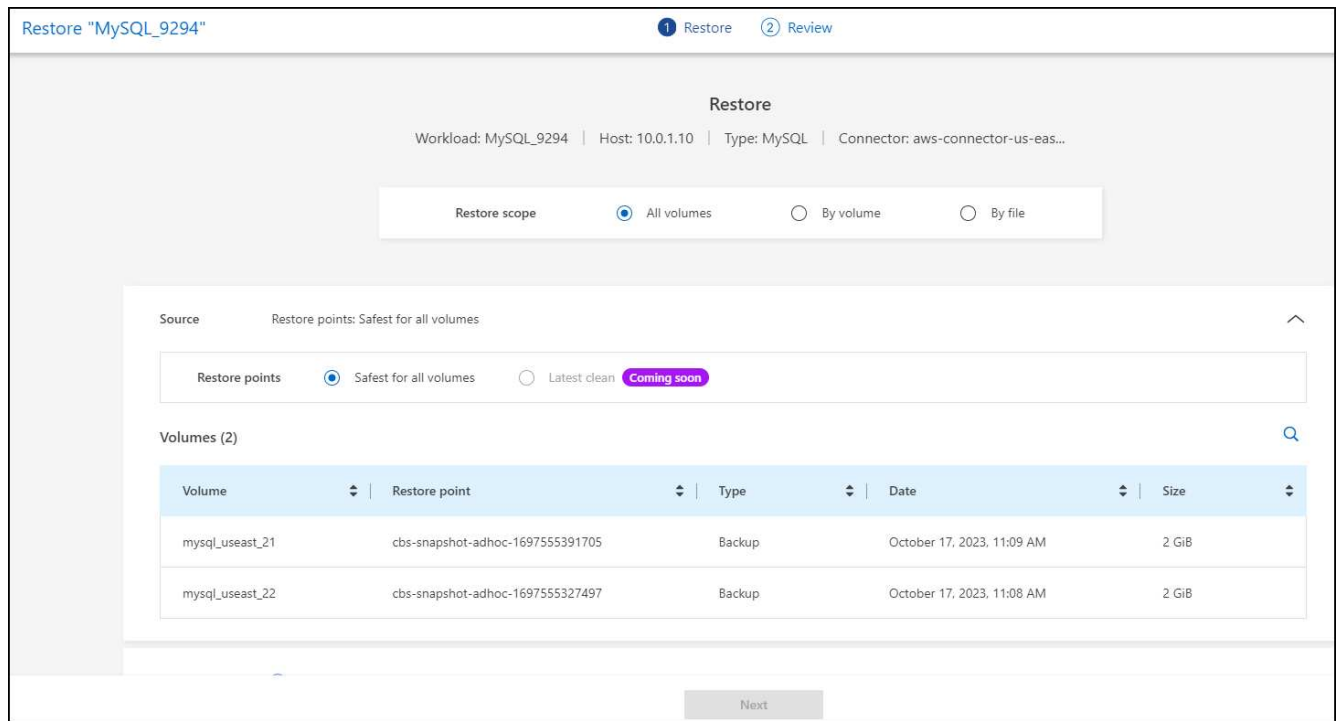 Restore "MySQL_9294"
1 Restore 2 Review
Restore
Workload: MySQL_9294 | Host: 10.0.1.10 | Type: MySQL | Connector: aws-connector-us-eas...
Restore scope All volumes By volume By file
Source Restore points: Safest for all volumes
Restore points Safest for all volumes Latest clean Coming soon
Volumes (2)
Volume Restore point Type Date Size
mysql_useast_21 cbs-snapshot-adhoc-1697555391705 Backup October 17, 2023, 11:09 AM 2 GiB
mysql_useast_22 cbs-snapshot-adhoc-1697555327497 Backup October 17, 2023, 11:08 AM 2 GiB
Next